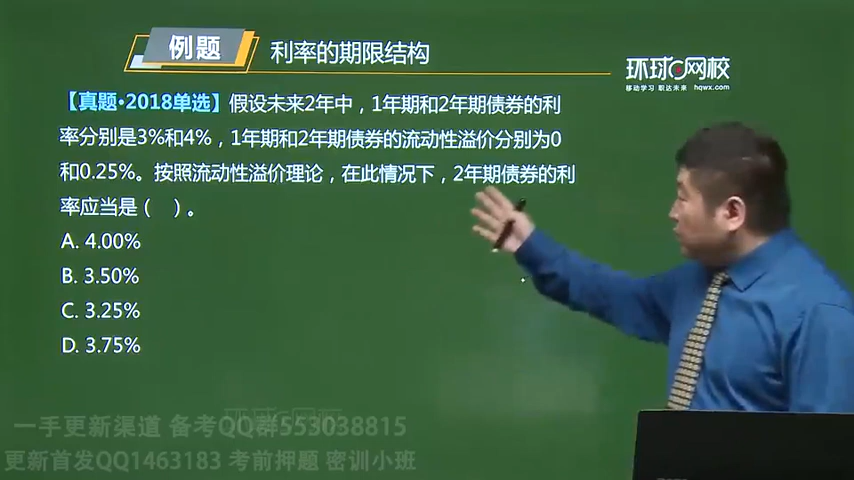 例题
利率的期限结构
环球网校
移动学习 职达未来 hqwx.com
【真题·2018单选】假设未来2年中，1年期和2年期债券的利
率分别是3%和4%，1年期和2年期债券的流动性溢价分别为0
和0.25%。按照流动性溢价理论，在此情况下，2年期债券的利
率应当是（ ）。
A. 4.00%
B. 3.50%
C. 3.25%
D. 3.75%
一手更新渠道 备考QQ群553038815
更新首发QQ1463183 考前押题 密训小班